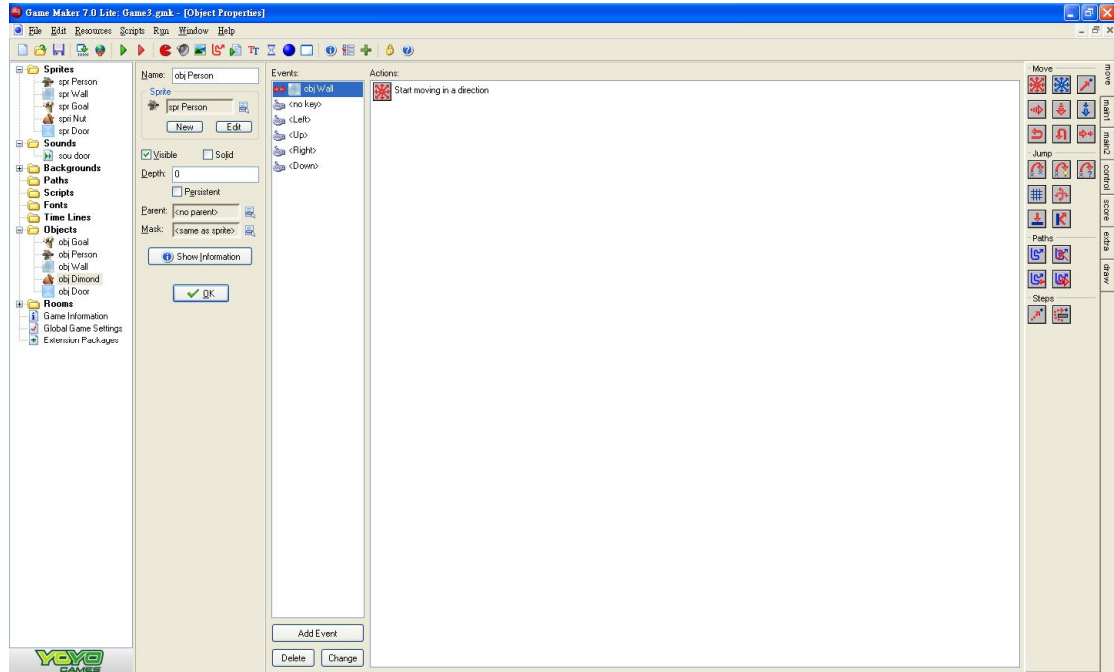 Game Maker 7.0 Lite: Game3.gmk - [Object Properties]
File Edit Resources Scripts Run Window Help
Sprites
spr Person
spr Wall
spr Goal
spri Nut
spr Door
Sounds
sou door
Backgrounds
Paths
Scripts
Fonts
Time Lines
Objects
obj Goal
obj Person
obj Wall
obj Dimond
obj Door
Rooms
Game Information
Global Game Settings
Extension Packages
YOYO
GAMES
Name: obj Person
Sprite
spr Person
New Edit
Visible Solid
Depth: 0
Persistent
Parent: <no parent>
Mask: <same as sprite>
Show Information
OK
Events:
obj Wall
<no key>
<Left>
<Up>
<Right>
<Down>
Add Event
Delete Change
Actions:
Start moving in a direction
Move
Jump
Paths
Steps
move
main1
main2
control
score
extra
draw